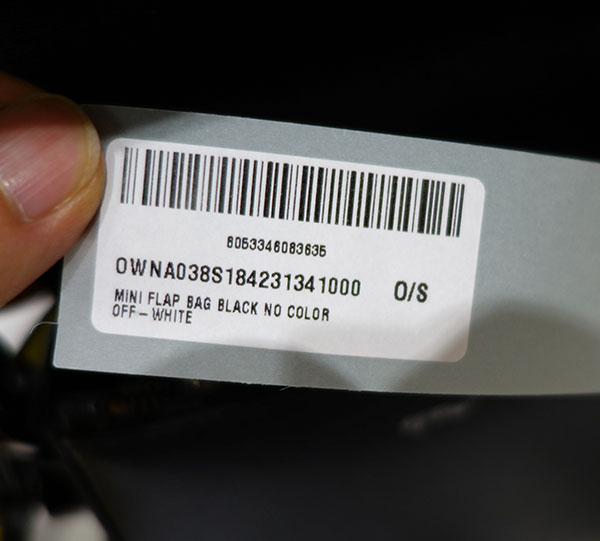 8053346083635
OWNA038S184231341000 O/S
MINI FLAP BAG BLACK NO COLOR
OFF-WHITE